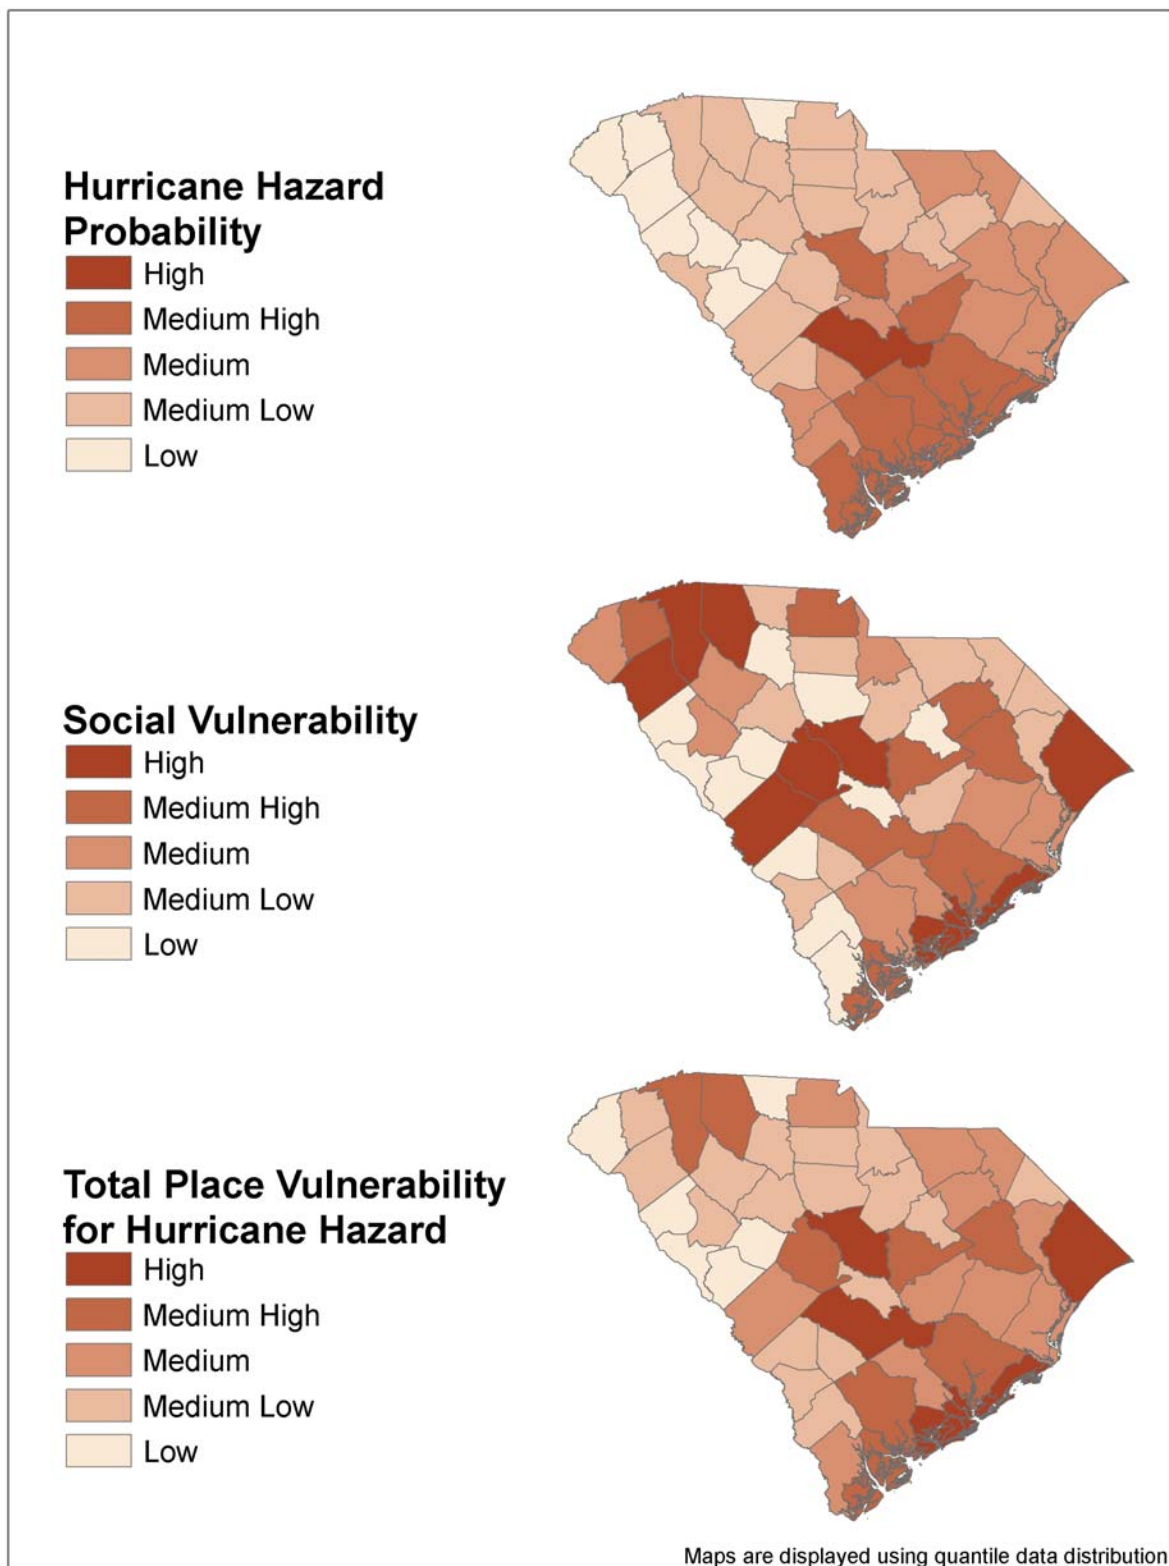 Hurricane Hazard
Probability
High
Medium High
Medium
Medium Low
Low
Social Vulnerability
High
Medium High
Medium
Medium Low
Low
Total Place Vulnerability
for Hurricane Hazard
High
Medium High
Medium
Medium Low
Low
Maps are displayed using quantile data distribution